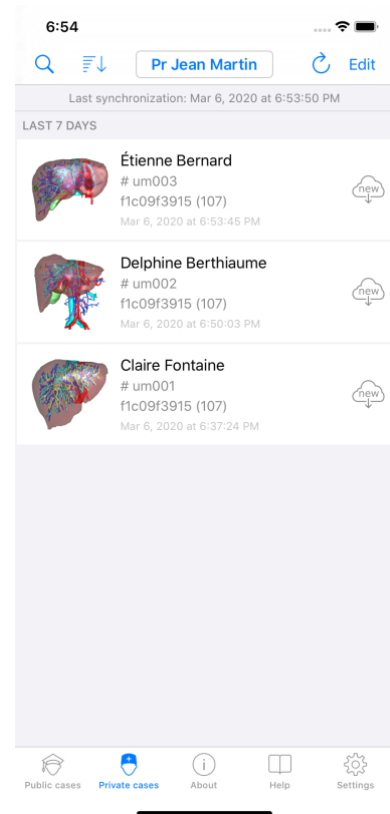 6:54
Pr Jean Martin
Edit
Last synchronization: Mar 6, 2020 at 6:53:50 PM
LAST 7 DAYS
Étienne Bernard
# um003
f1c09f3915 (107)
Mar 6, 2020 at 6:53:45 PM
new
Delphine Berthiaume
# um002
f1c09f3915 (107)
Mar 6, 2020 at 6:50:03 PM
new
Claire Fontaine
# um001
f1c09f3915 (107)
Mar 6, 2020 at 6:37:24 PM
new
Public cases Private cases About Help Settings